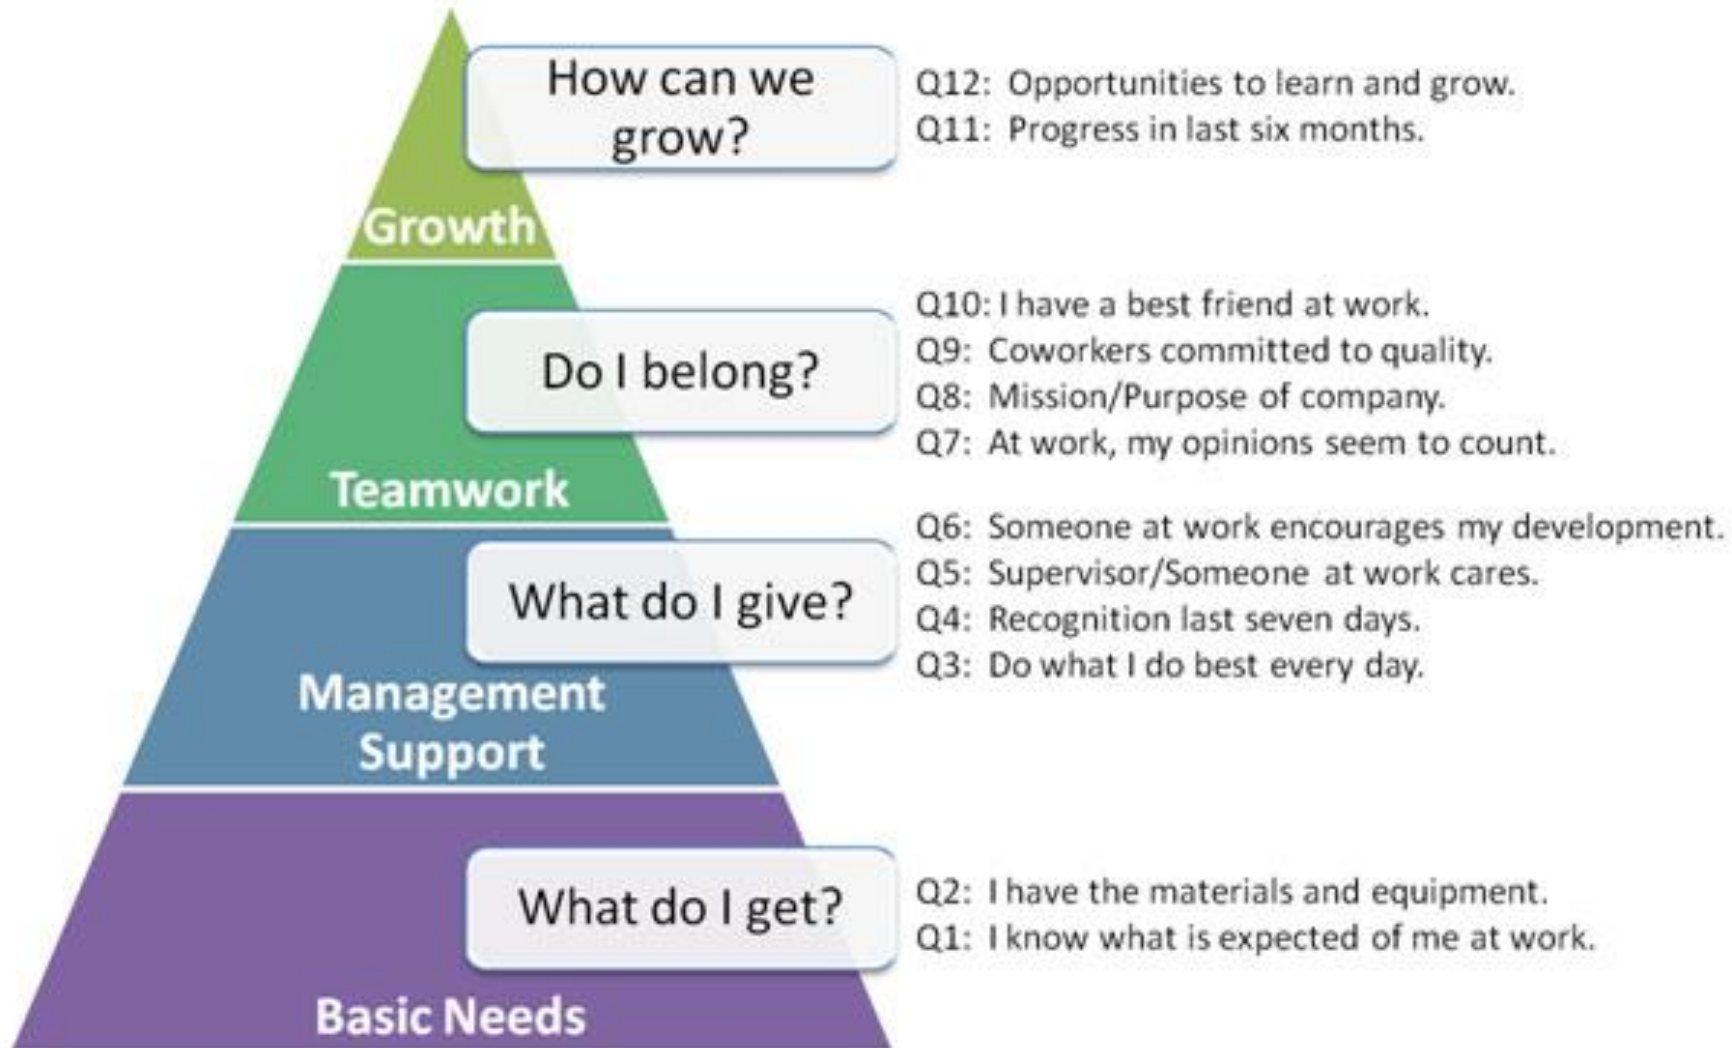 How can we
grow?
Q12: Opportunities to learn and grow.
Q11: Progress in last six months.
Growth
Do I belong?
Q10: I have a best friend at work.
Q9: Coworkers committed to quality.
Q8: Mission/Purpose of company.
Q7: At work, my opinions seem to count.
Teamwork
What do I give?
Q6: Someone at work encourages my development.
Q5: Supervisor/Someone at work cares.
Q4: Recognition last seven days.
Q3: Do what I do best every day.
Management
Support
What do I get?
Q2: I have the materials and equipment.
Q1: I know what is expected of me at work.
Basic Needs